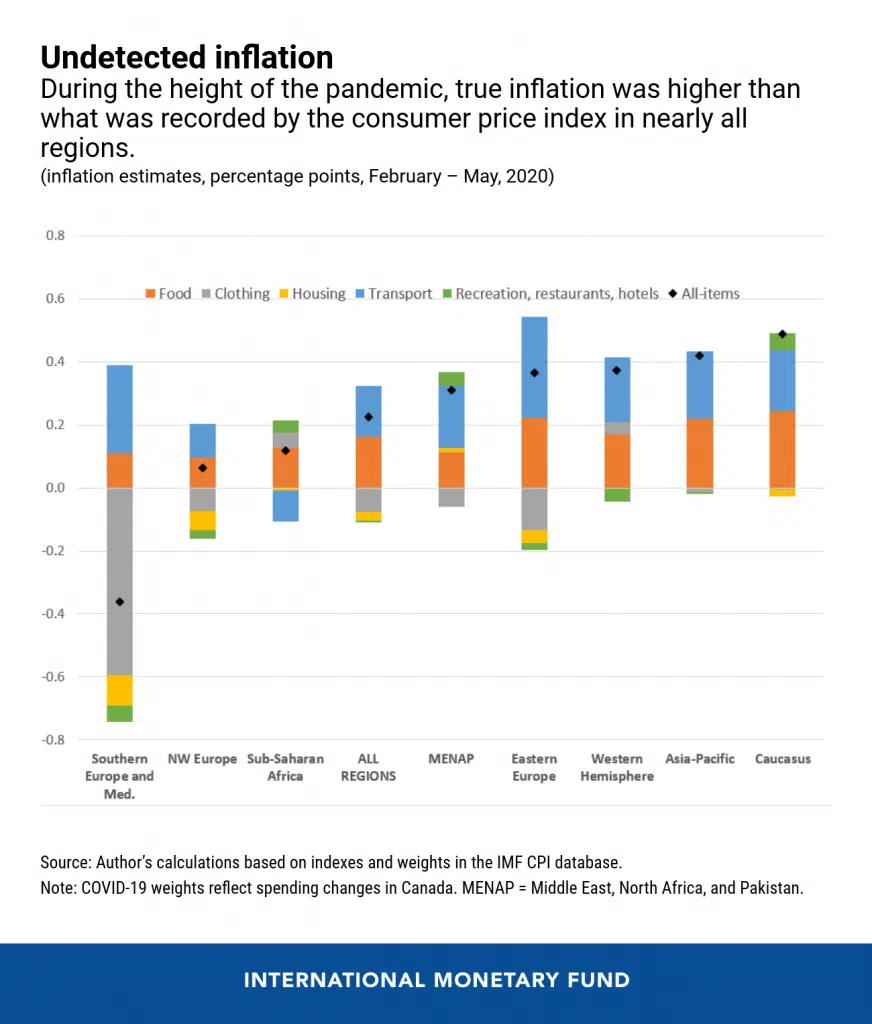 Undetected inflation
During the height of the pandemic, true inflation was higher than
what was recorded by the consumer price index in nearly all
regions.
(inflation estimates, percentage points, February – May, 2020)
0.8
Food Clothing Housing Transport Recreation, restaurants, hotels All-items
0.6
0.4
0.2
0.0
-0.2
-0.4
-0.6
-0.8
Southern Europe and Med.
NW Europe
Sub-Saharan Africa
ALL REGIONS
MENAP
Eastern Europe
Western Hemisphere
Asia-Pacific
Caucasus
Source: Author’s calculations based on indexes and weights in the IMF CPI database.
Note: COVID-19 weights reflect spending changes in Canada. MENAP = Middle East, North Africa, and Pakistan.
INTERNATIONAL MONETARY FUND